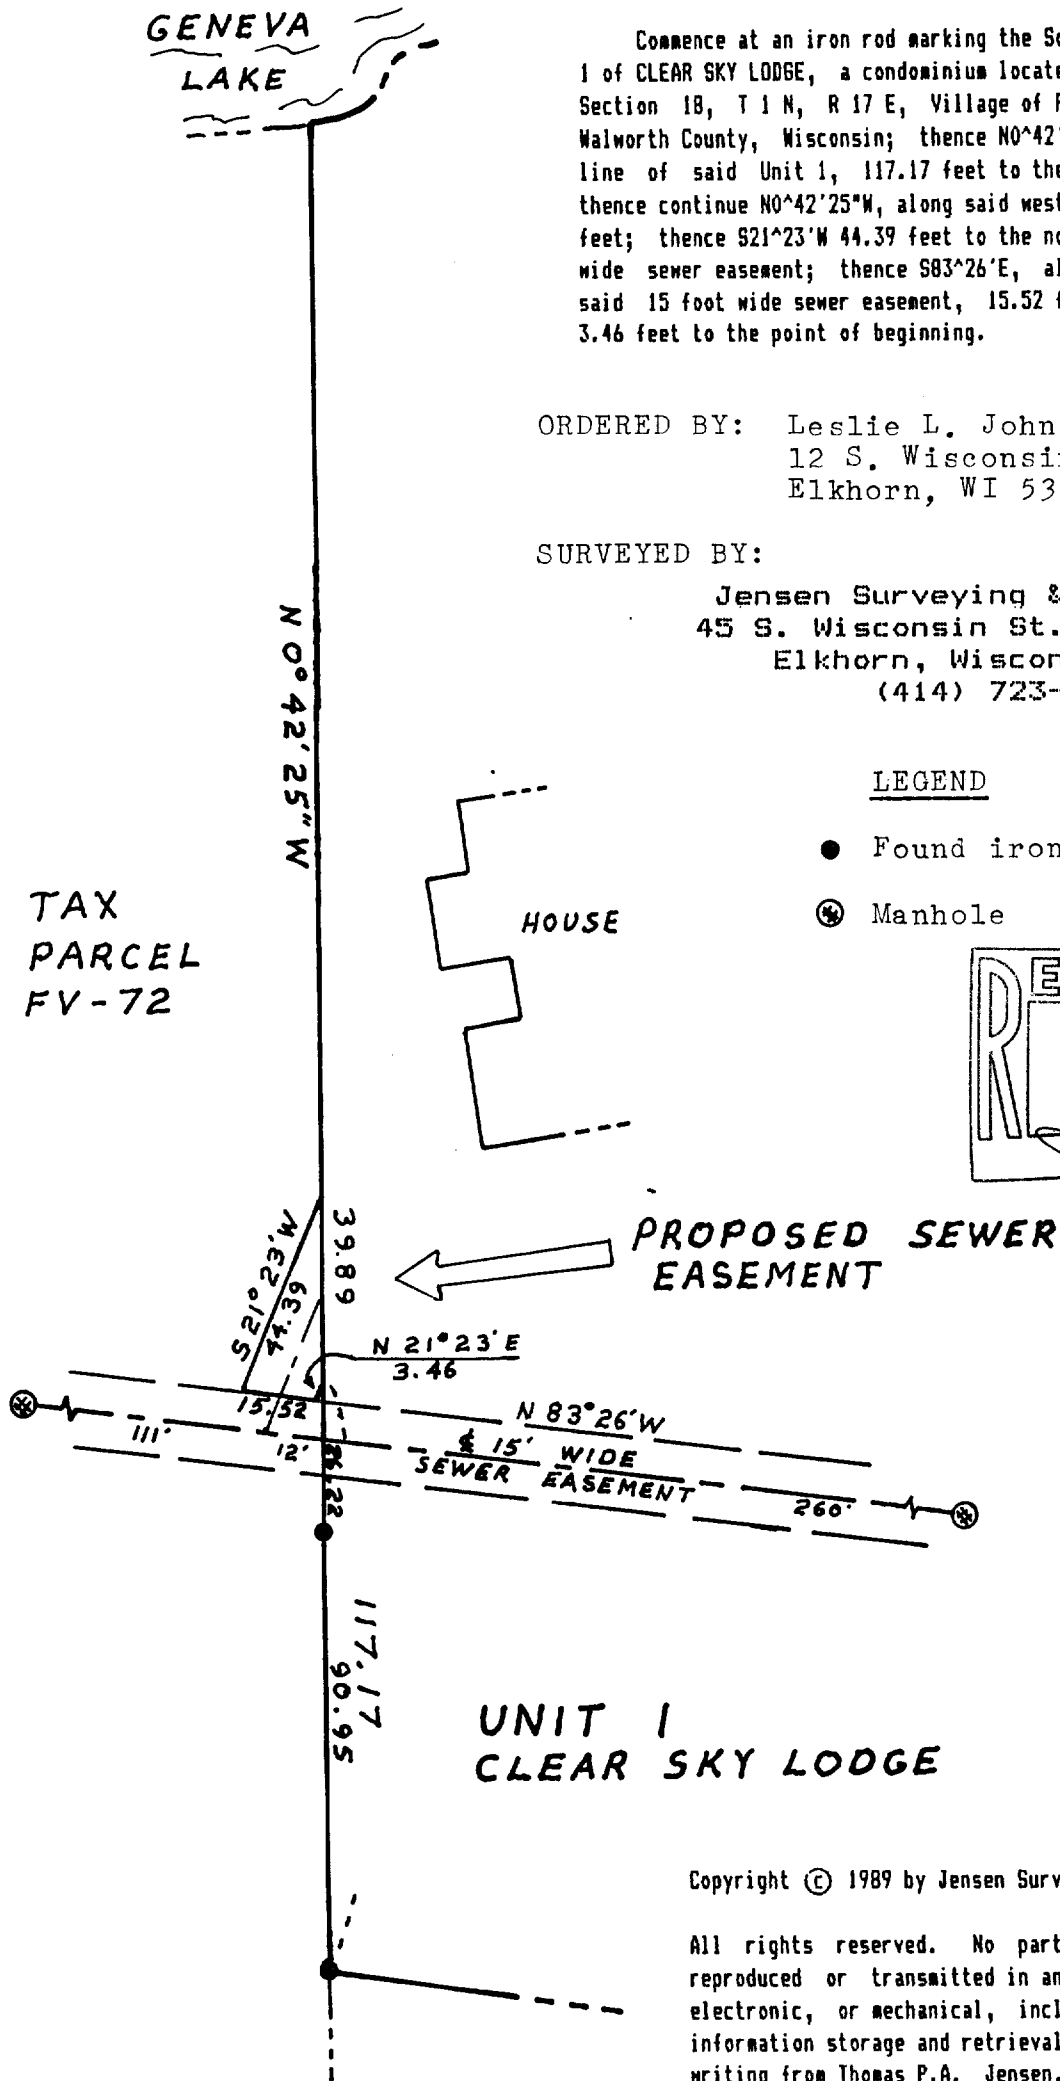 GENEVA
LAKE
Commence at an iron rod marking the
1 of CLEAR SKY LODGE, a condominium
Section 18, T 1 N, R 17 E, Village of
Walworth County, Wisconsin; thence N0^42'
line of said Unit 1, 117.17 feet to the
thence continue N0^42'25"W, along said west
feet; thence S21^23'W 44.39 feet to the
wide sewer easement; thence S83^26'E,
said 15 foot wide sewer easement, 15.52
3.46 feet to the point of beginning.
ORDERED BY: Leslie L. John
12 S. Wisconsin
Elkhorn, WI 53
SURVEYED BY:
Jensen Surveying &
45 S. Wisconsin St.
Elkhorn, Wiscon
(414) 723-
N 0° 42' 25" W
LEGEND
Found iron
Manhole
HOUSE
TAX
PARCEL
FV-72
R E
S 21° 23' W
44.39
39.89
PROPOSED SEWER
EASEMENT
N 21° 23' E
3.46
15.52
N 83° 26' W
111'
12'
15' WIDE
SEWER EASEMENT
260'
26.22
117.17
90.95
UNIT 1
CLEAR SKY LODGE
Copyright © 1989 by Jensen Surv
All rights reserved. No part
reproduced or transmitted in
electronic, or mechanical, incl
information storage and retrieval
writing from Thomas P.A. Jensen.